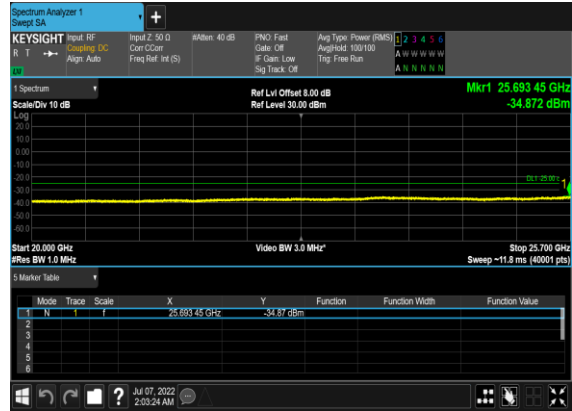 Spectrum Analyzer 1
Swept SA
+
KEYSIGHT Input: RF Input Z: 50 Ω #Atten: 40 dB PNO: Fast Avg Type: Power (RMS) 1 2 3 4 5 6
R T Coupling: DC Corr CCorr Gate: Off Avg|Hold: 100/100 A W W W W W
Align: Auto Freq Ref: Int (S) IF Gain: Low Trig: Free Run
Sig Track: Off A N N N N N
1 Spectrum Ref Lvl Offset 8.00 dB Mkr1 25.693 45 GHz
Scale/Div 10 dB Ref Level 30.00 dBm -34.872 dBm
Log
20.0
10.0
0.00
-10.0
-20.0
DL1 -25.00
1
-30.0
-40.0
-50.0
-60.0
Start 20.000 GHz Video BW 3.0 MHz* Stop 25.700 GHz
#Res BW 1.0 MHz Sweep ~11.8 ms (40001 pts)
5 Marker Table
Mode Trace Scale X Y Function Function Width Function Value
1 N 1 f 25.693 45 GHz -34.87 dBm
2
3
4
5
6
? Jul 07, 2022
2:03:24 AM